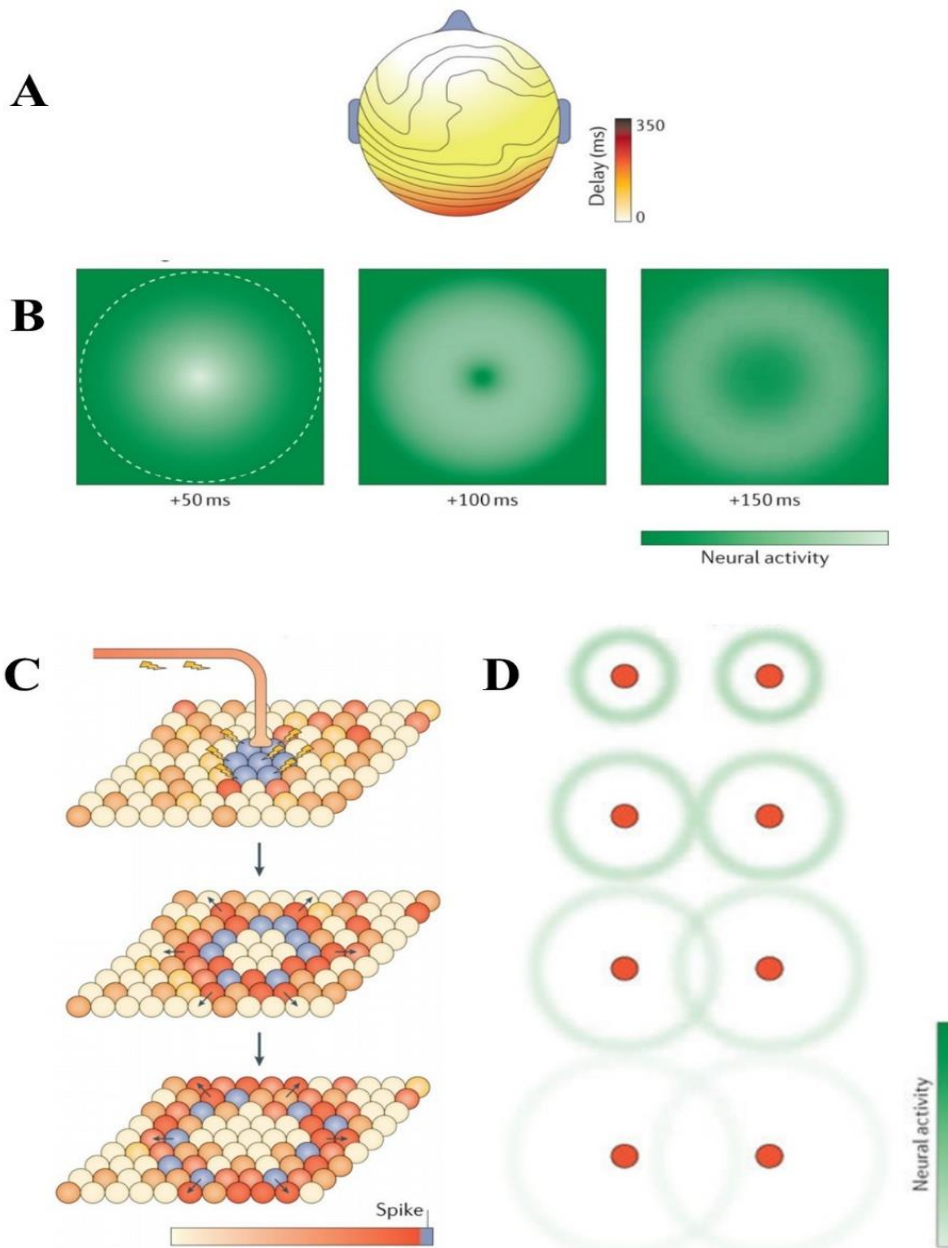 A
350
Delay (ms)
0
B
+50 ms
+100 ms
+150 ms
Neural activity
C
D
Spike
Neural activity